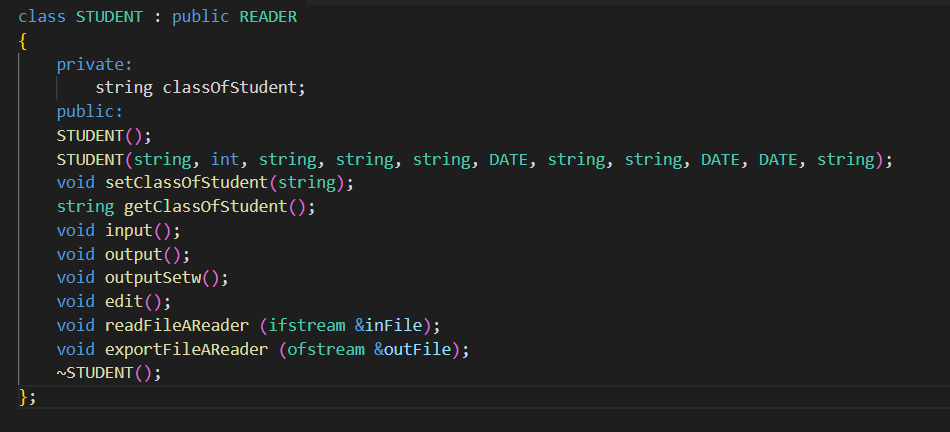 class STUDENT : public READER
{
    private:
        string classOfStudent;
    public:
    STUDENT();
    STUDENT(string, int, string, string, string, DATE, string, string, DATE, DATE, string);
    void setClassOfStudent(string);
    string getClassOfStudent();
    void input();
    void output();
    void outputSetw();
    void edit();
    void readFileAReader (ifstream &inFile);
    void exportFileAReader (ofstream &outFile);
    ~STUDENT();
};